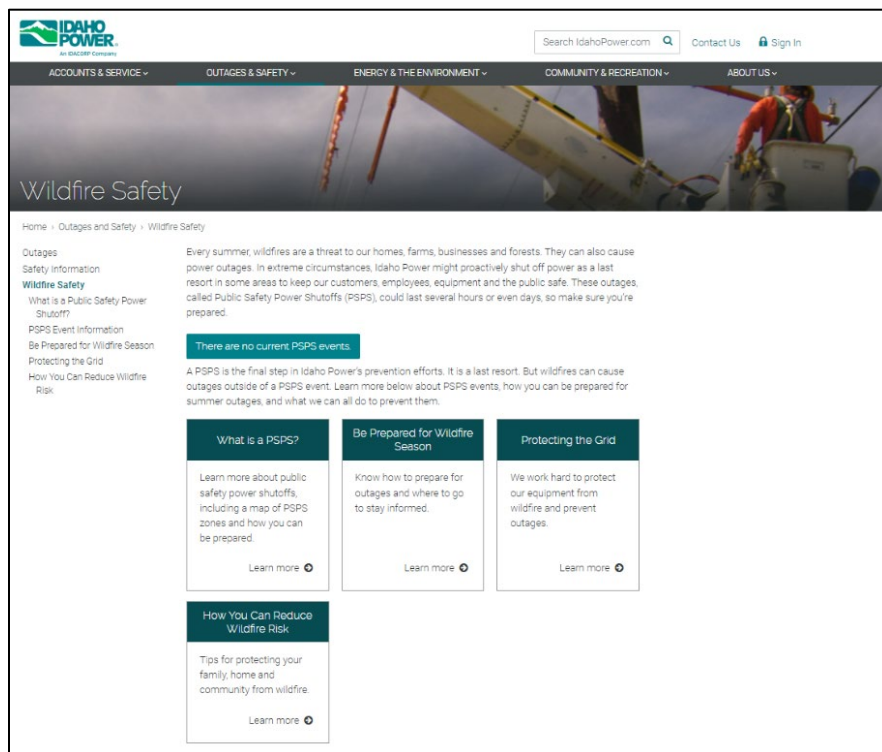 IDAHO
POWER
An IDACORP Company
Search IdahoPower.com
Contact Us
Sign In
ACCOUNTS & SERVICE
OUTAGES & SAFETY
ENERGY & THE ENVIRONMENT
COMMUNITY & RECREATION
ABOUT US
Wildfire Safety
Home › Outages and Safety › Wildfire Safety
Outages
Safety Information
Wildfire Safety
What is a Public Safety Power
Shutoff?
PSPS Event Information
Be Prepared for Wildfire Season
Protecting the Grid
How You Can Reduce Wildfire
Risk
Every summer, wildfires are a threat to our homes, farms, businesses and forests. They can also cause
power outages. In extreme circumstances, Idaho Power might proactively shut off power as a last
resort in some areas to keep our customers, employees, equipment and the public safe. These outages,
called Public Safety Power Shutoffs (PSPS), could last several hours or even days, so make sure you're
prepared.
There are no current PSPS events.
A PSPS is the final step in Idaho Power's prevention efforts. It is a last resort. But wildfires can cause
outages outside of a PSPS event. Learn more below about PSPS events, how you can be prepared for
summer outages, and what we can all do to prevent them.
What is a PSPS?
Learn more about public
safety power shutoffs,
including a map of PSPS
zones and how you can
be prepared.
Learn more
Be Prepared for Wildfire
Season
Know how to prepare for
outages and where to go
to stay informed.
Learn more
Protecting the Grid
We work hard to protect
our equipment from
wildfire and prevent
outages.
Learn more
How You Can Reduce
Wildfire Risk
Tips for protecting your
family, home and
community from wildfire.
Learn more